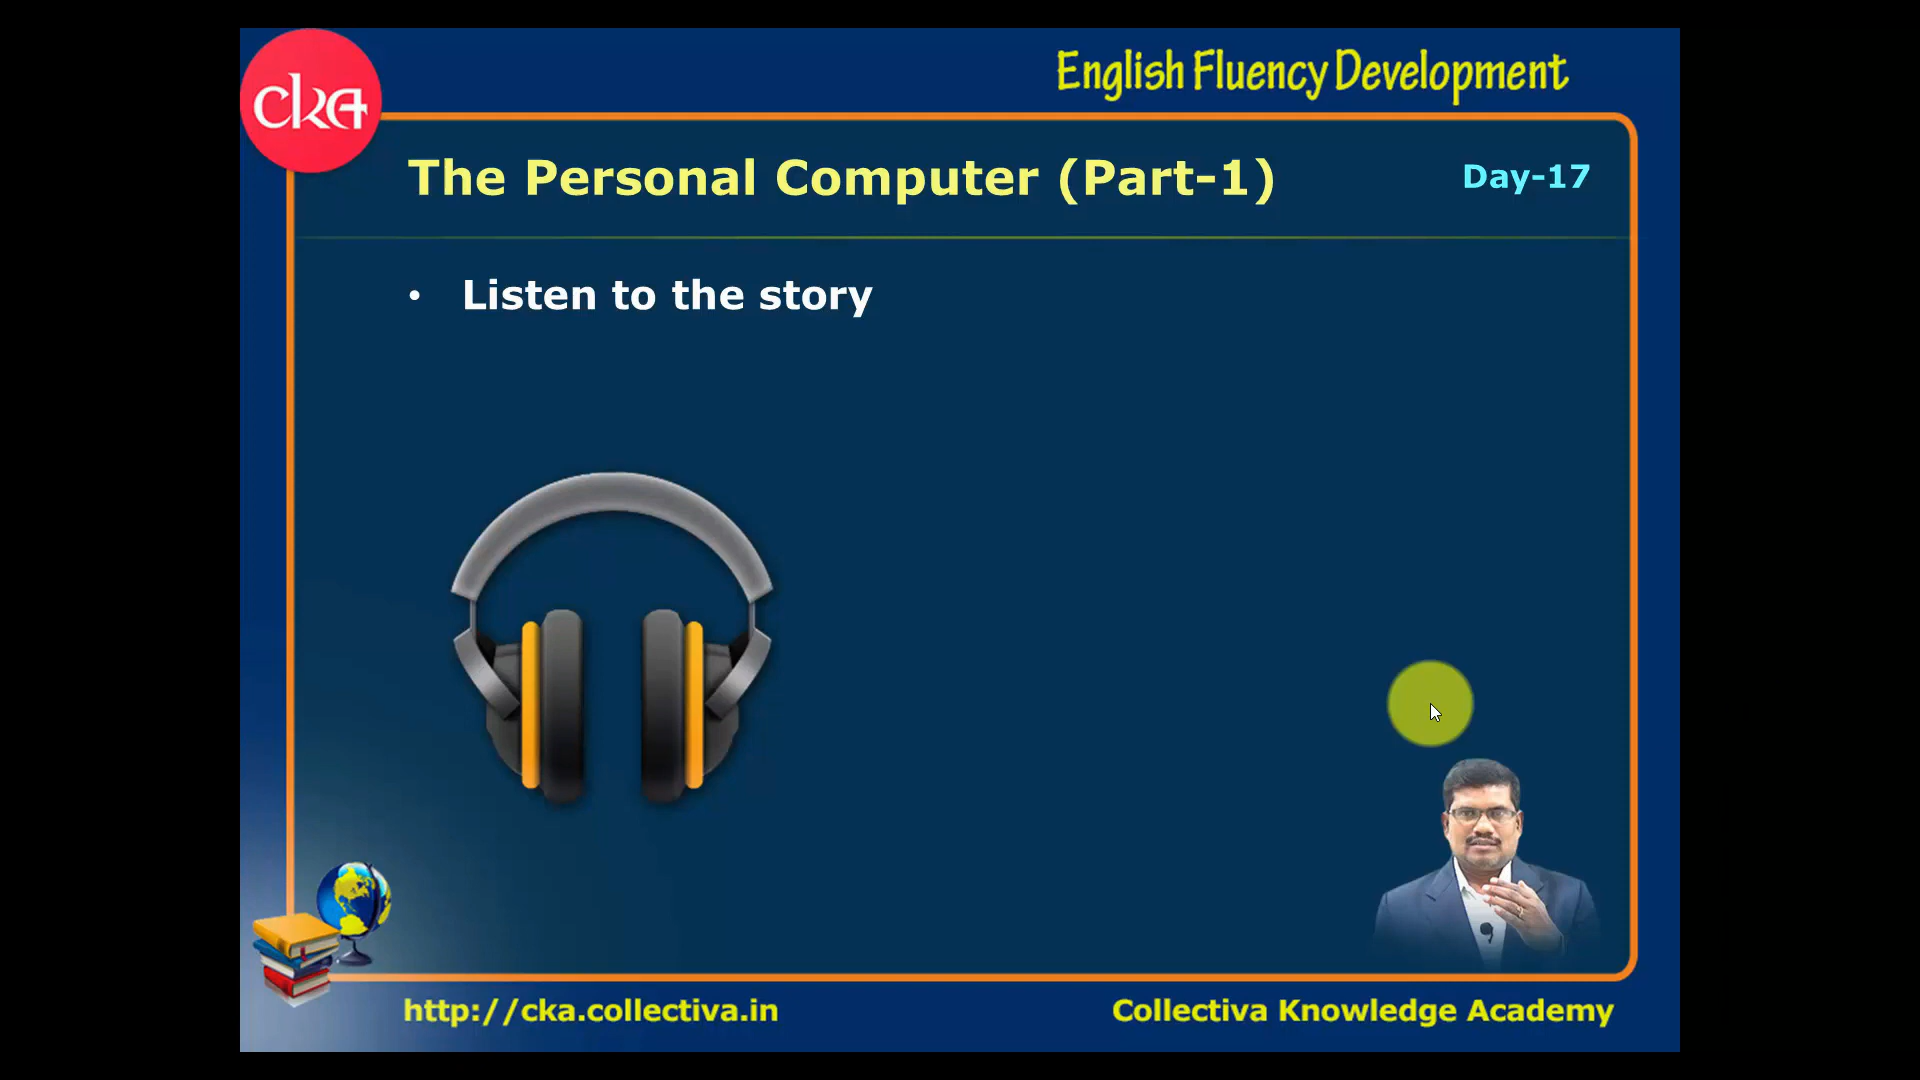 cka
English Fluency Development
The Personal Computer (Part-1)
Day-17
• Listen to the story
http://cka.collectiva.in
Collectiva Knowledge Academy